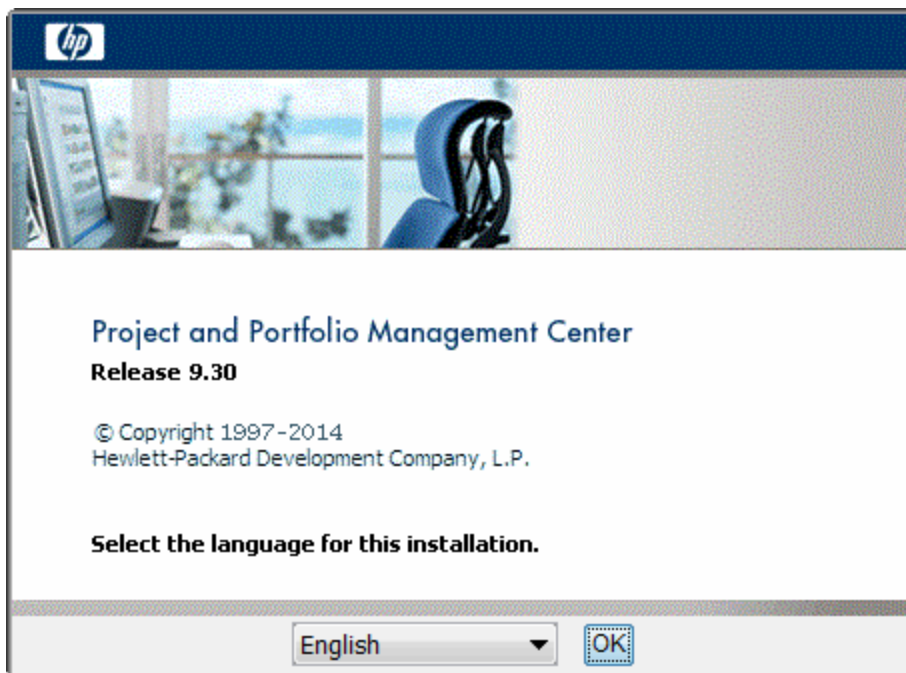 hp
Project and Portfolio Management Center
Release 9.30
© Copyright 1997-2014
Hewlett-Packard Development Company, L.P.
Select the language for this installation.
English
OK